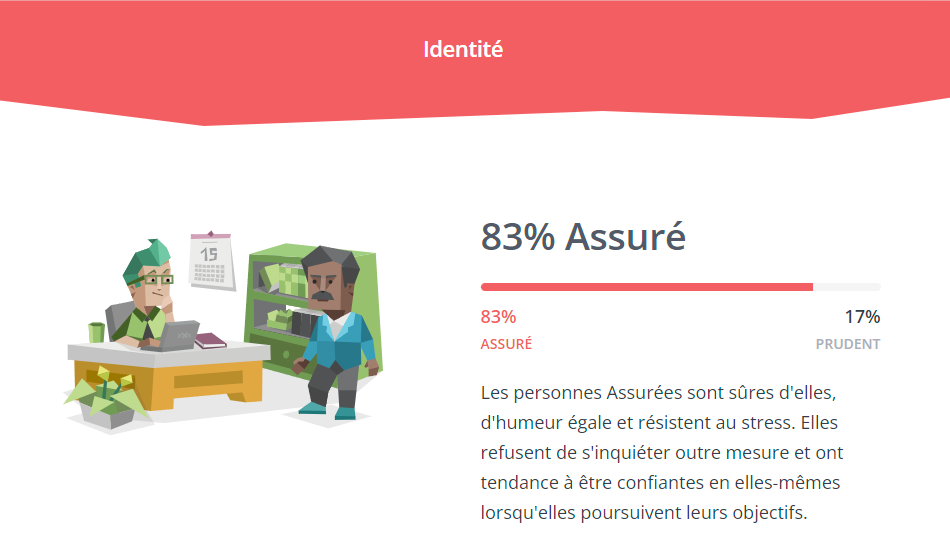 Identité
15
83% Assuré
83%
17%
ASSURÉ
PRUDENT
Les personnes Assurées sont sûres d'elles,
d'humeur égale et résistent au stress. Elles
refusent de s'inquiéter outre mesure et ont
tendance à être confiantes en elles-mêmes
lorsqu'elles poursuivent leurs objectifs.